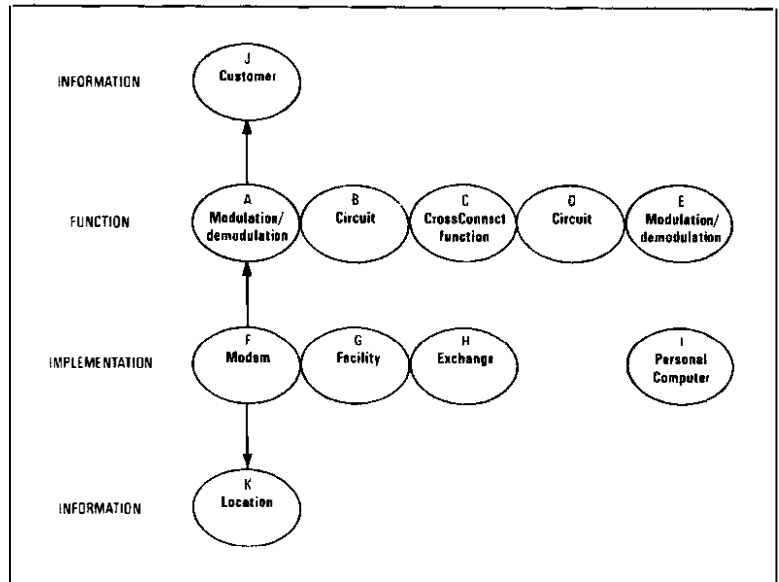 INFORMATION
J
Customer
FUNCTION
A
Modulation/
demodulation
B
Circuit
C
CrossConnect
function
D
Circuit
E
Modulation/
demodulation
IMPLEMENTATION
F
Modem
G
Facility
H
Exchange
I
Personal
Computer
INFORMATION
K
Location